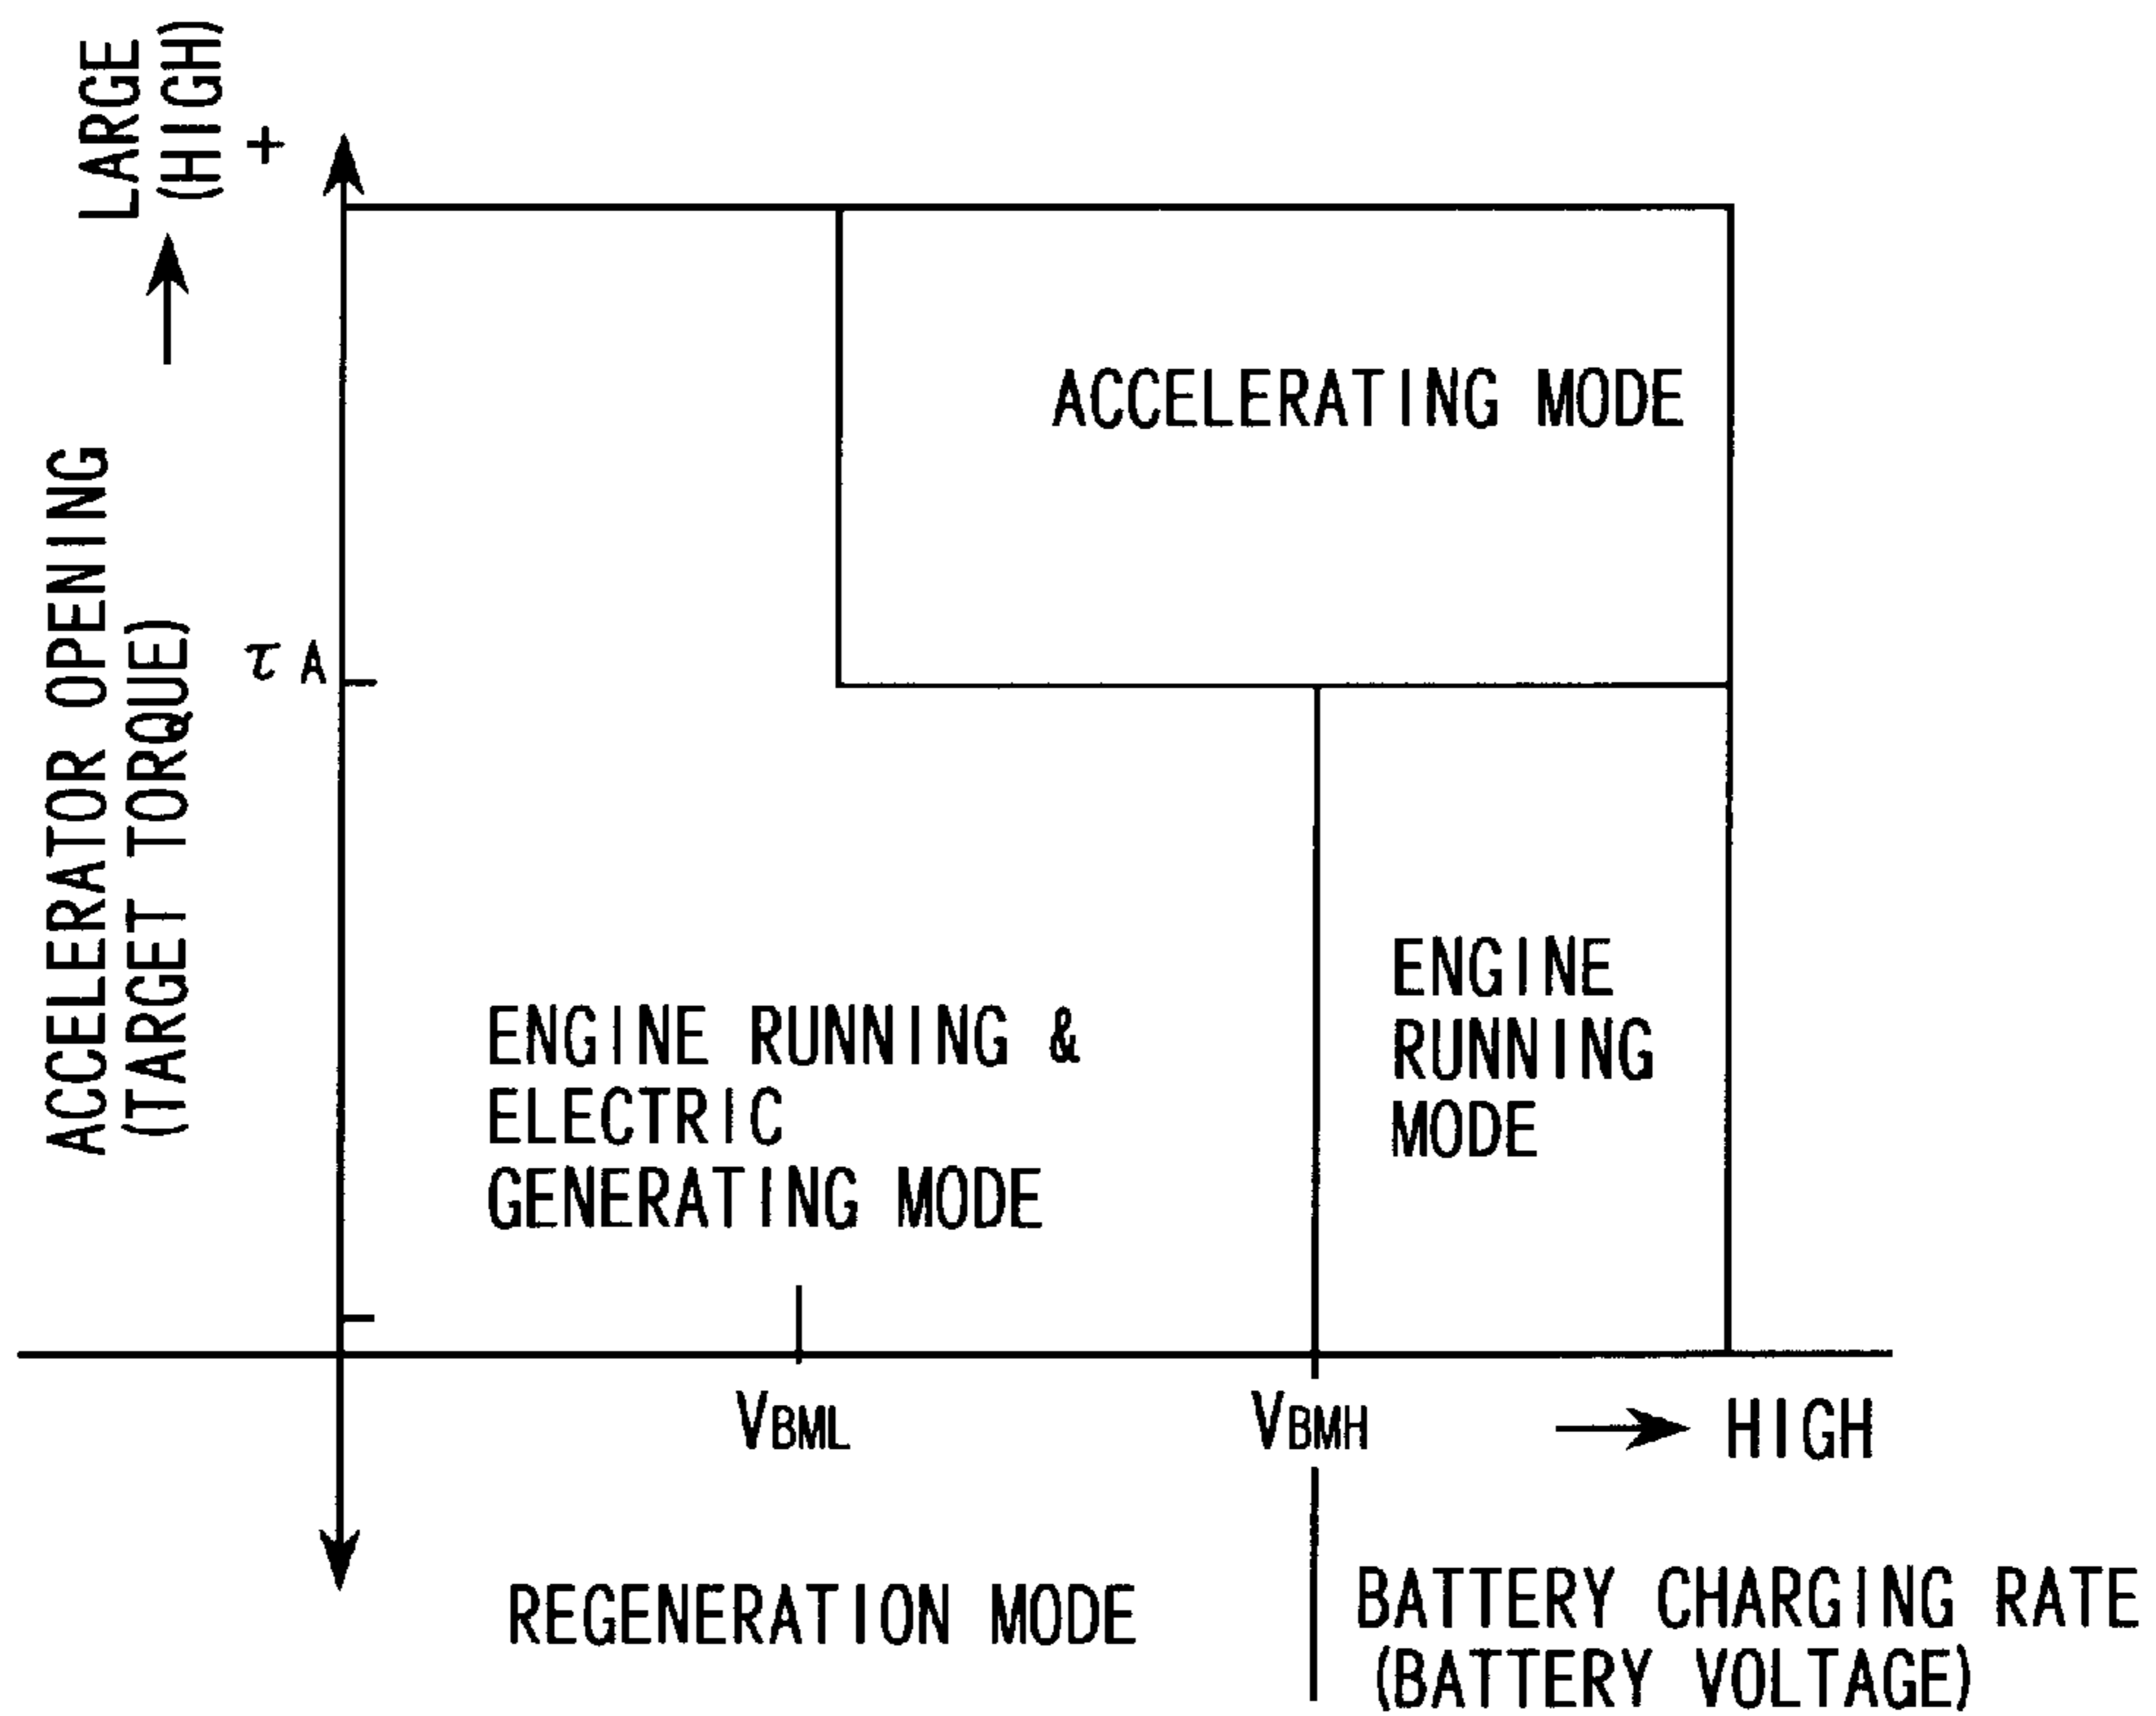 LARGE
(HIGH)
+
ACCELERATOR OPENING
(TARGET TORQUE)
τA
ACCELERATING MODE
ENGINE RUNNING &
ELECTRIC
GENERATING MODE
ENGINE
RUNNING
MODE
VBML
VBMH
HIGH
REGENERATION MODE
BATTERY CHARGING RATE
(BATTERY VOLTAGE)